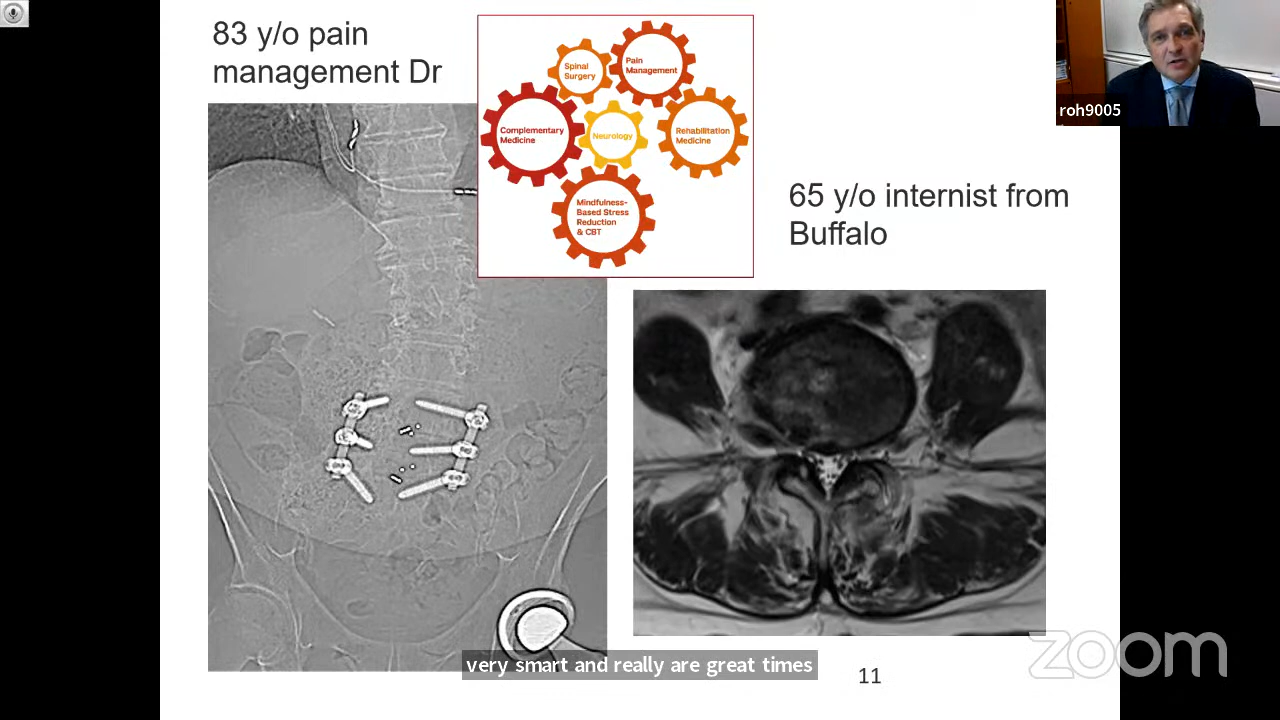 83 y/o pain
management Dr
Spinal
Surgery
Pain
Management
Complementary
Medicine
Neurology
Rehabilitation
Medicine
Mindfulness-
Based Stress
Reduction
& CBT
roh9005
65 y/o internist from
Buffalo
very smart and really are great times
11
zoom